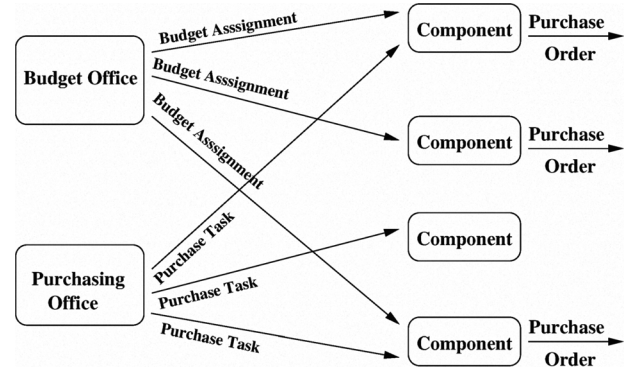 Budget Office
Budget Asssignment
Budget Asssignment
Budget Asssignment
Purchasing
Office
Purchase Task
Purchase Task
Purchase Task
Component
Purchase
Order
Component
Purchase
Order
Component
Component
Purchase
Order